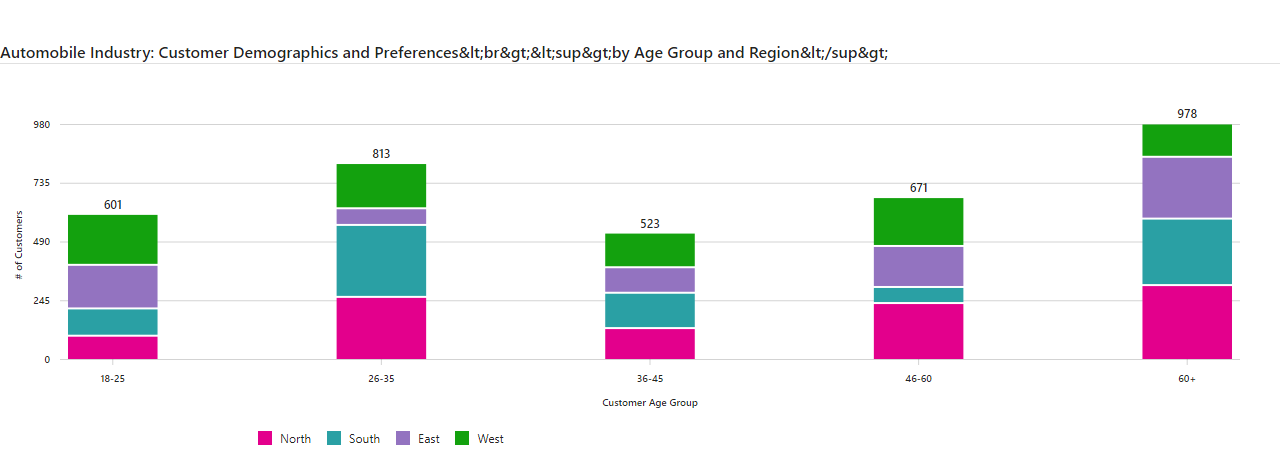 Automobile Industry: Customer Demographics and Preferences&lt;br&gt;&lt;sup&gt;by Age Group and Region&lt;/sup&gt;
978
980
813
735
671
601
523
490
245
0
# of Customers
18-25
26-35
36-45
46-60
60+
Customer Age Group
North
South
East
West